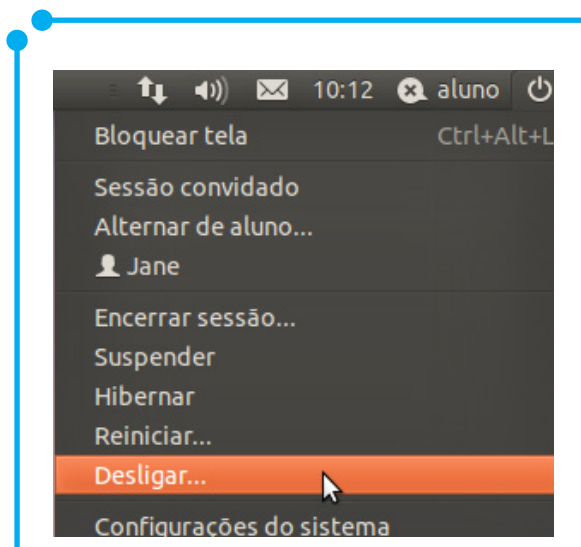 10:12 aluno
Bloquear tela Ctrl+Alt+L
Sessão convidado
Alternar de aluno...
Jane
Encerrar sessão...
Suspender
Hibernar
Reiniciar...
Desligar...
Configurações do sistema